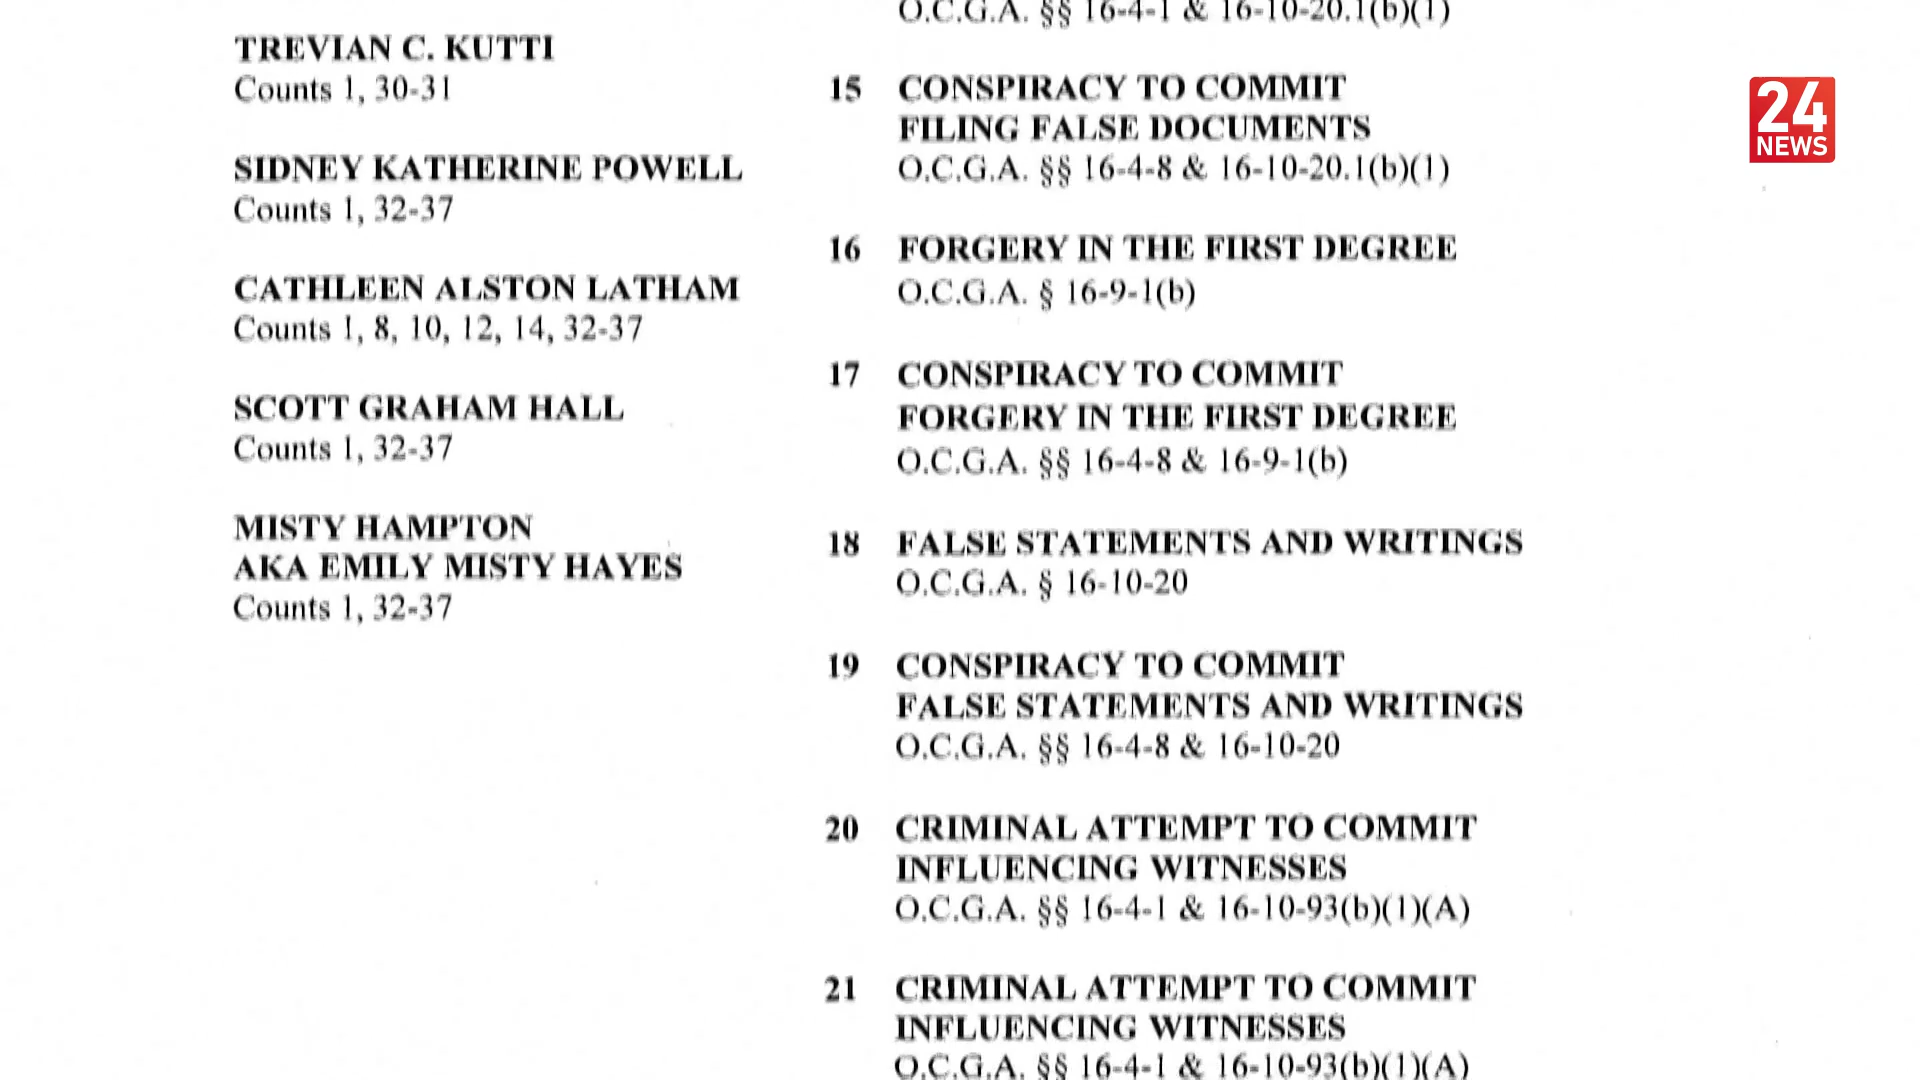 TREVIAN C. KUTTI
Counts 1, 30-31
SIDNEY KATHERINE POWELL
Counts 1, 32-37
CATHLEEN ALSTON LATHAM
Counts 1, 8, 10, 12, 14, 32-37
SCOTT GRAHAM HALL
Counts 1, 32-37
MISTY HAMPTON
AKA EMILY MISTY HAYES
Counts 1, 32-37
O.C.G.A. §§ 16-4-1 & 16-10-20.1(b)(1)
15 CONSPIRACY TO COMMIT
FILING FALSE DOCUMENTS
O.C.G.A. §§ 16-4-8 & 16-10-20.1(b)(1)
16 FORGERY IN THE FIRST DEGREE
O.C.G.A. § 16-9-1(b)
17 CONSPIRACY TO COMMIT
FORGERY IN THE FIRST DEGREE
O.C.G.A. §§ 16-4-8 & 16-9-1(b)
18 FALSE STATEMENTS AND WRITINGS
O.C.G.A. § 16-10-20
19 CONSPIRACY TO COMMIT
FALSE STATEMENTS AND WRITINGS
O.C.G.A. §§ 16-4-8 & 16-10-20
20 CRIMINAL ATTEMPT TO COMMIT
INFLUENCING WITNESSES
O.C.G.A. §§ 16-4-1 & 16-10-93(b)(1)(A)
21 CRIMINAL ATTEMPT TO COMMIT
INFLUENCING WITNESSES
O.C.G.A. §§ 16-4-1 & 16-10-93(b)(1)(A)
24
NEWS